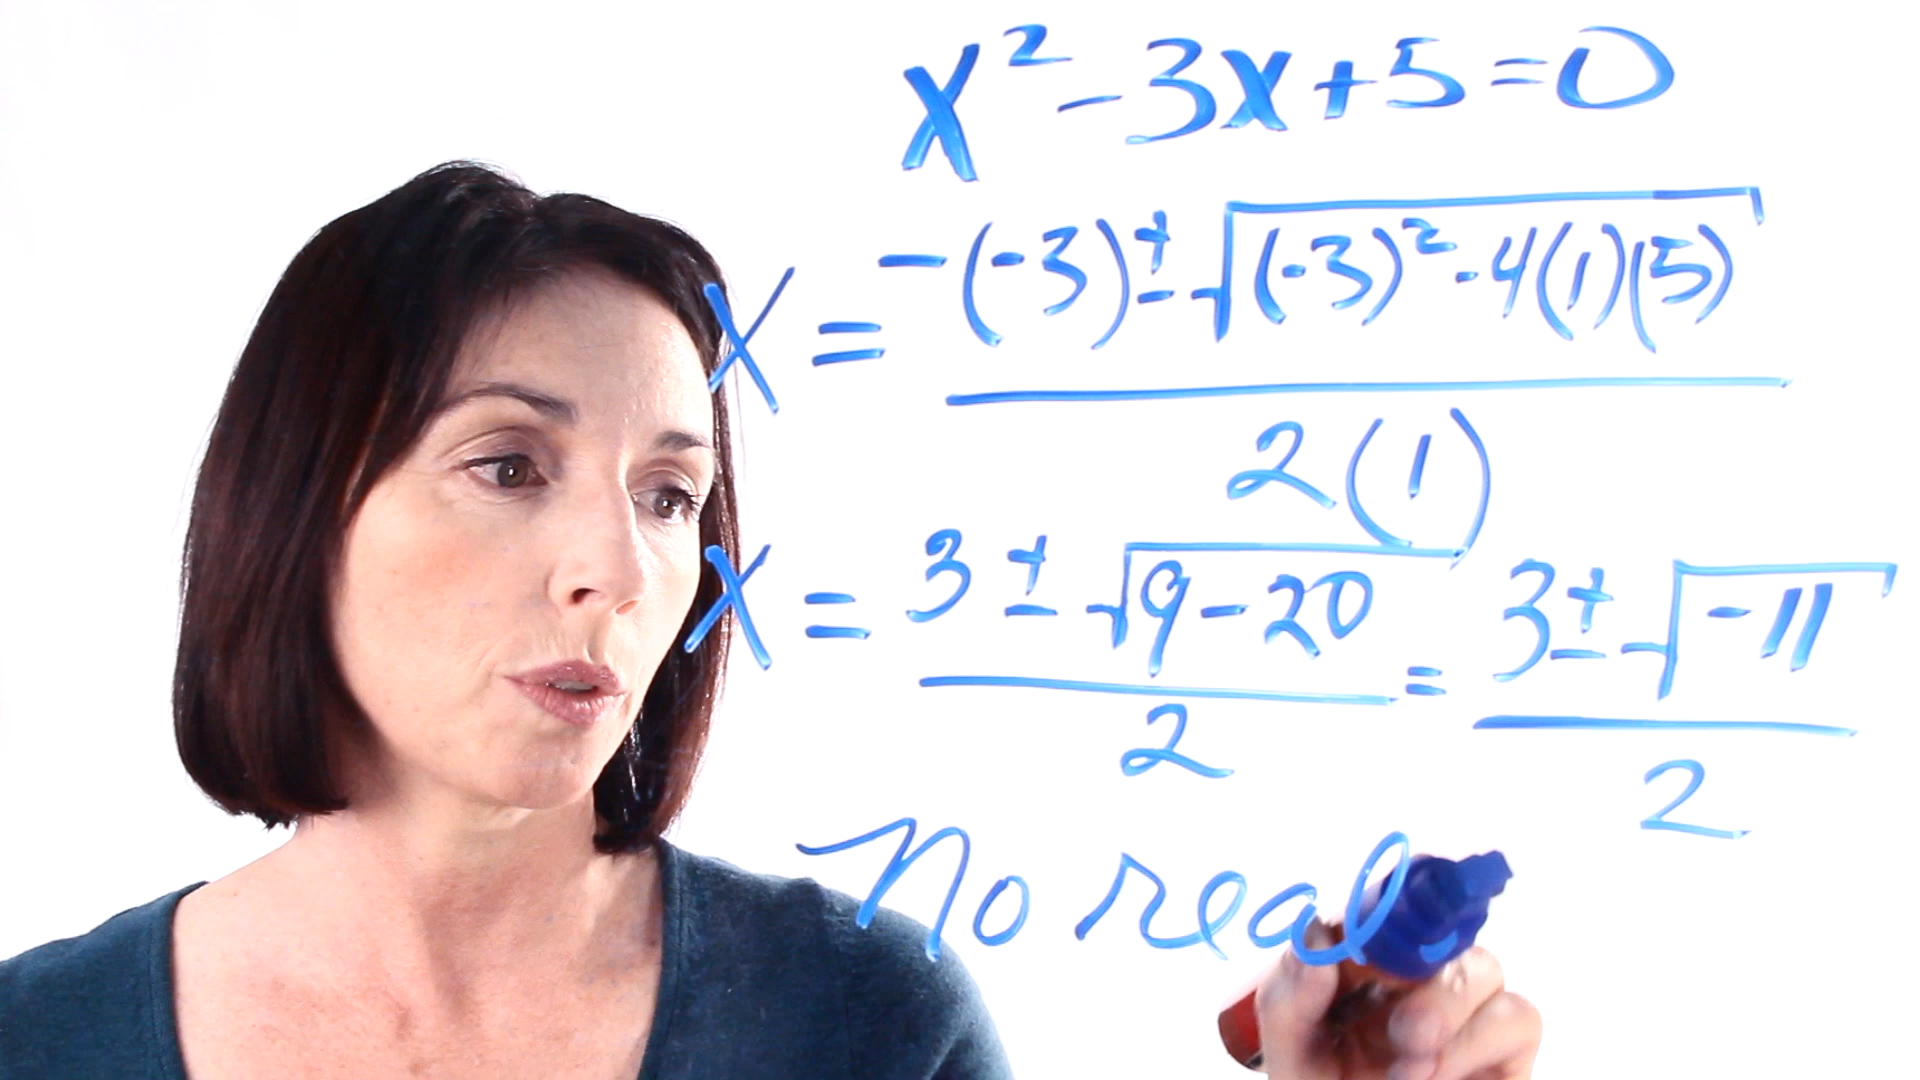 x² - 3x + 5 = 0
x = (-(-3) ± √((-3)² - 4(1)(5))) / 2(1)
x = (3 ± √(9 - 20)) / 2 = (3 ± √(-11)) / 2
No real